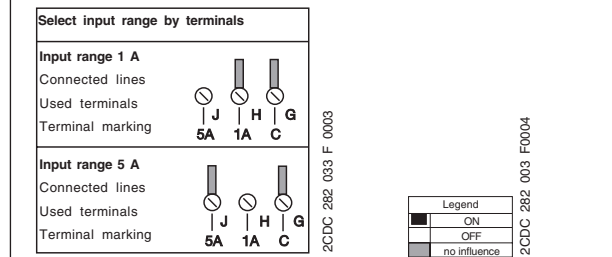 Select input range by terminals
Input range 1 A
Connected lines
Used terminals
J H G
Terminal marking
5A 1A C
Input range 5 A
Connected lines
Used terminals
J H G
Terminal marking
5A 1A C
2CDC 282 033 F 0003
Legend
ON
OFF
no influence
2CDC 282 003 F0004